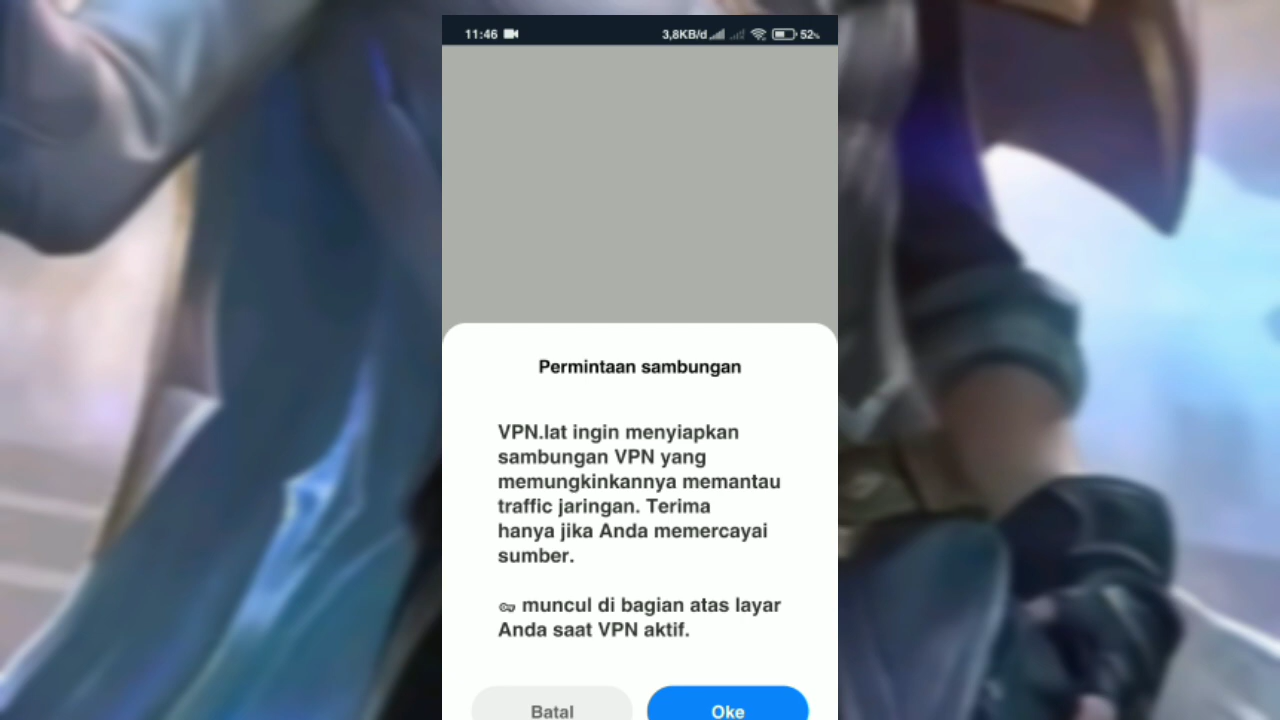 11:46 3,8KB/d 52%
Permintaan sambungan
VPN.lat ingin menyiapkan
sambungan VPN yang
memungkinkannya memantau
traffic jaringan. Terima
hanya jika Anda memercayai
sumber.
muncul di bagian atas layar
Anda saat VPN aktif.
Batal Oke